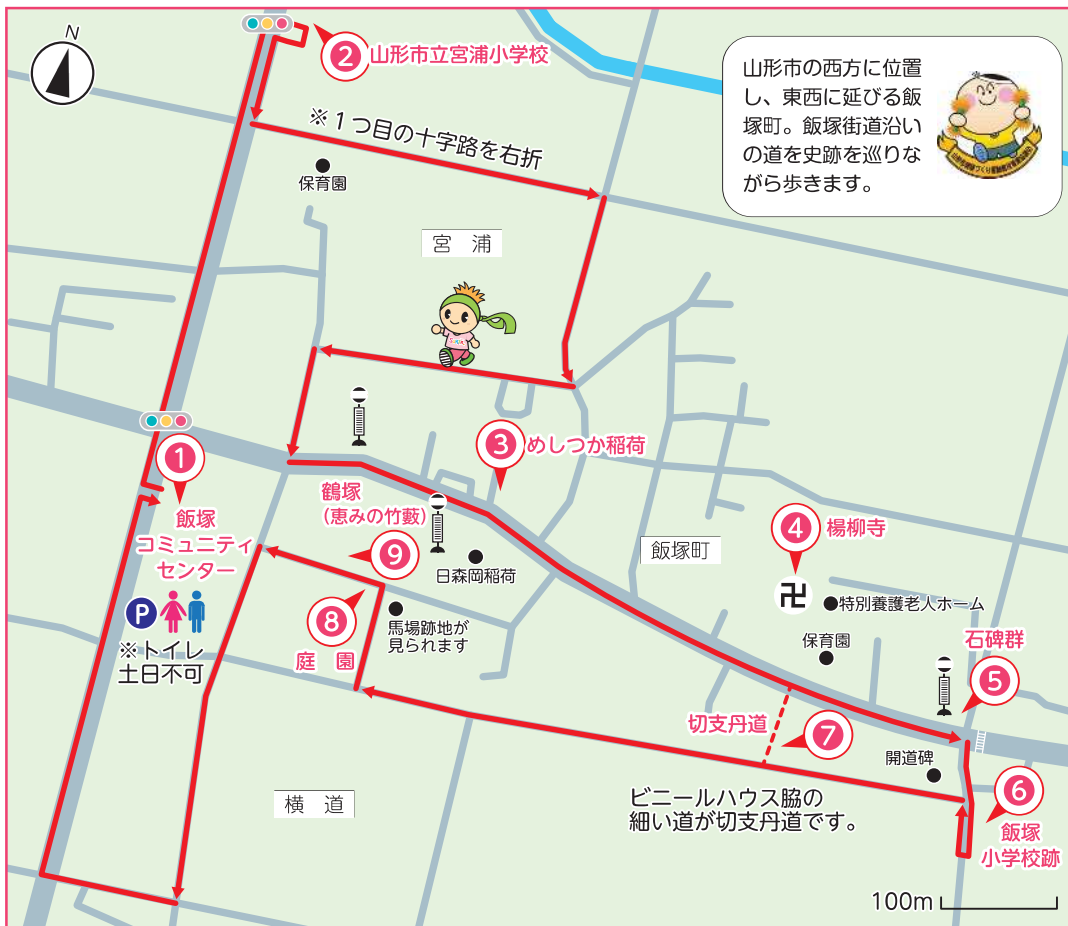 N
② 山形市立宮浦小学校
山形市の西方に位置
し、東西に延びる飯
塚町。飯塚街道沿い
の道を史跡を巡りな
がら歩きます。
※1つ目の十字路を右折
保育園
宮 浦
①
飯塚
コミュニティ
センター
P
※トイレ
土日不可
③ めしつか稲荷
鶴塚
(恵みの竹藪)
⑨
日森岡稲荷
飯塚町
④ 楊柳寺
卍
特別養護老人ホーム
保育園
石碑群
⑤
⑧
庭 園
馬場跡地が
見られます
切支丹道
⑦
開道碑
⑥
飯塚
小学校跡
ビニールハウス脇の
細い道が切支丹道です。
横 道
100m